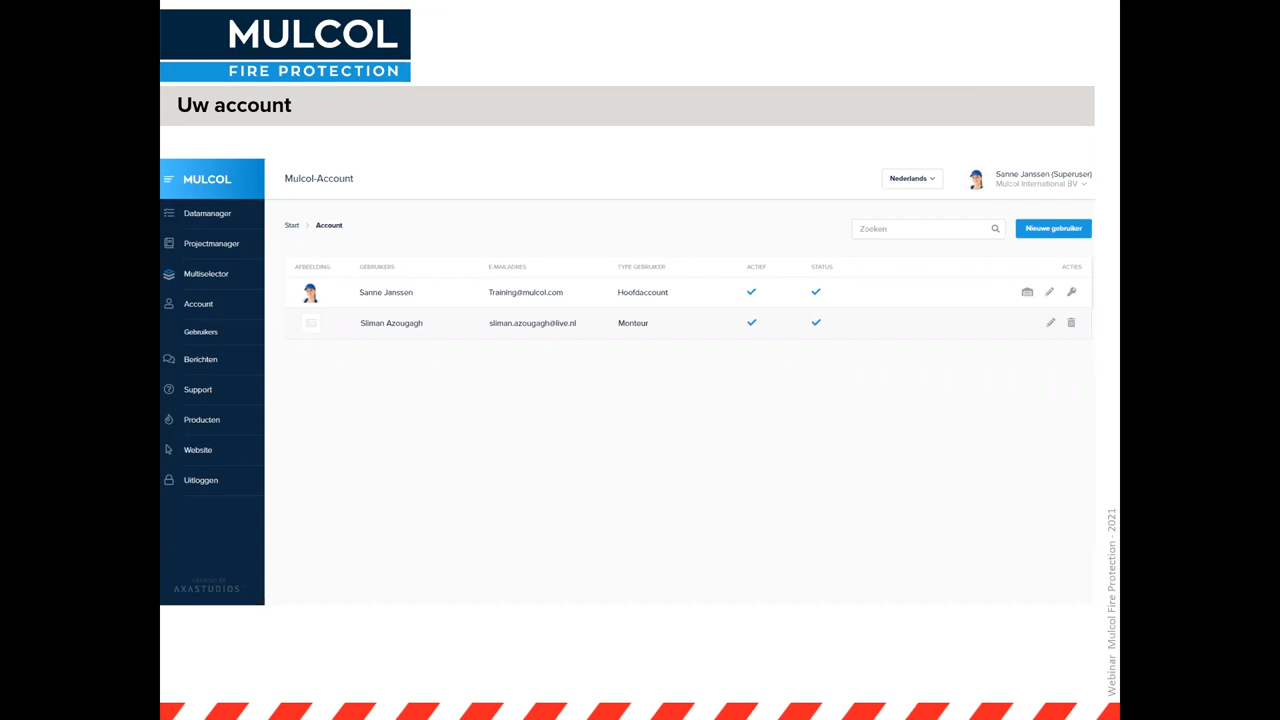 MULCOL
FIRE PROTECTION
Uw account
MULCOL
Mulcol-Account
Nederlands
Sanne Janssen (Superuser)
Mulcol International BV
Datamanager
Projectmanager
Multiselector
Account
Gebruikers
Berichten
Support
Producten
Website
Uitloggen
CREATED BY
AXASTUDIOS
Start > Account
Zoeken
Nieuwe gebruiker
AFBEELDING GEBRUIKERS E-MAILADRES TYPE GEBRUIKER ACTIEF STATUS ACTIES
Sanne Janssen Training@mulcol.com Hoofdaccount
Sliman Azougagh sliman.azougagh@live.nl Monteur
Webinar Mulcol Fire Protection - 2021